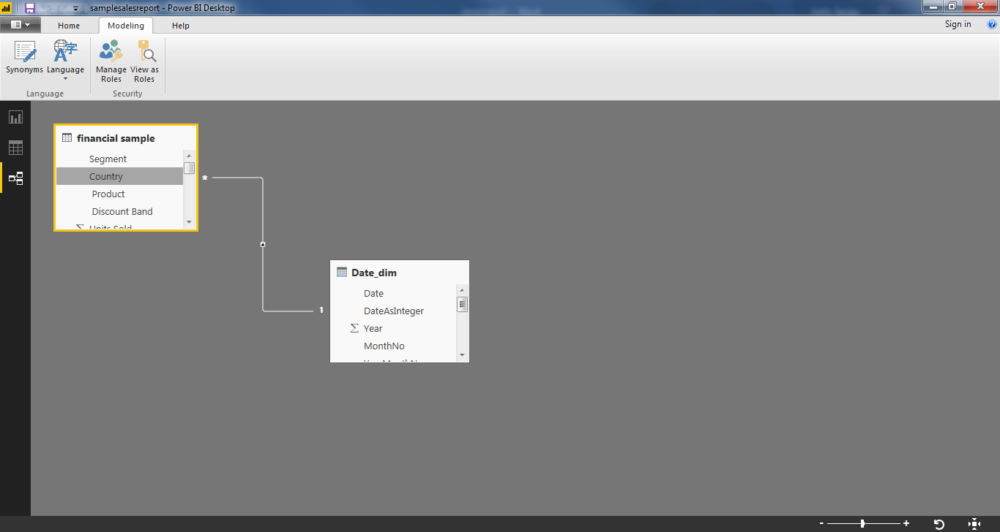 samplesalesreport - Power BI Desktop
Home Modeling Help Sign in
Synonyms Language Manage Roles View as Roles
Language Security
financial sample
Segment
Country
Product
Discount Band
Units Sold
*
1
Date_dim
Date
DateAsInteger
Σ Year
MonthNo
- +